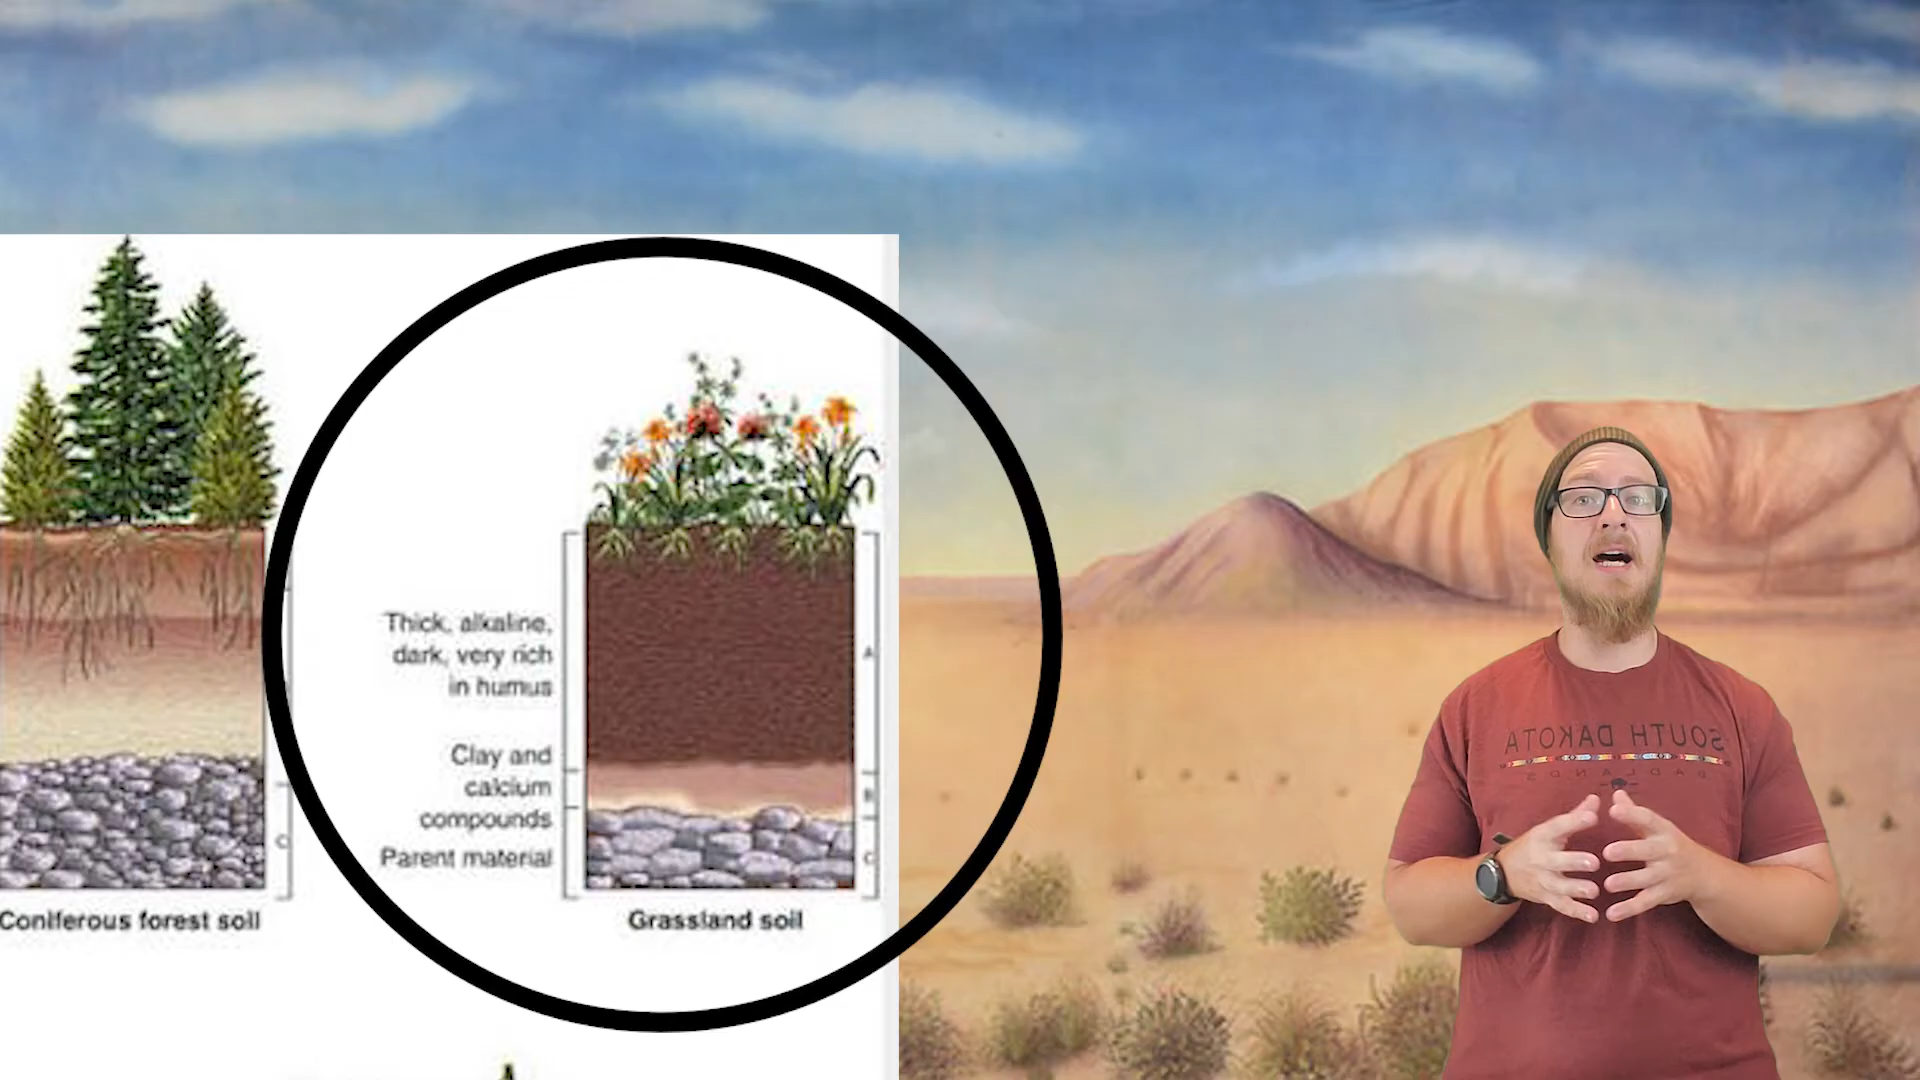 Thick, alkaline,
dark, very rich
in humus
Clay and
calcium
compounds
Parent material
A
B
C
C
Coniferous forest soil
Grassland soil
SOUTH DAKOTA
BADLANDS